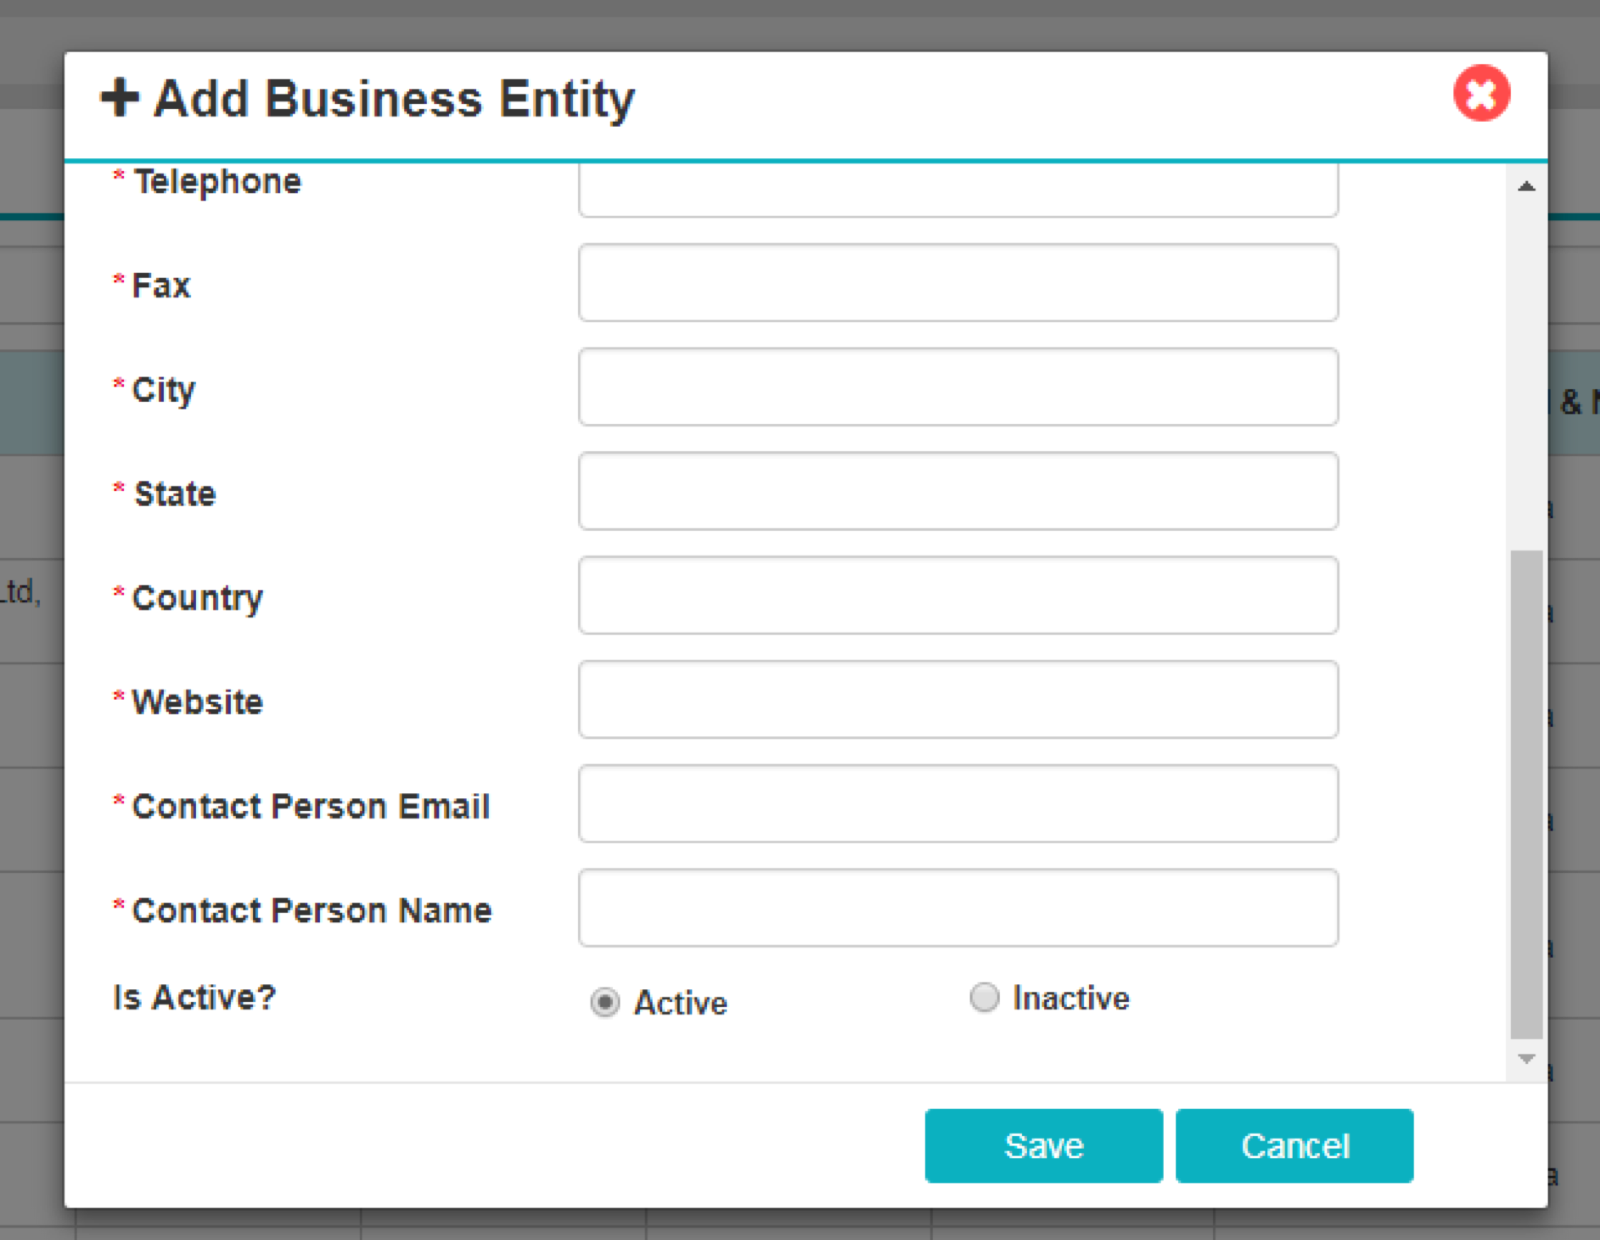 Add Business Entity
* Telephone
* Fax
* City
* State
* Country
* Website
* Contact Person Email
* Contact Person Name
Is Active?
Active
Inactive
Save
Cancel
Ltd,
&